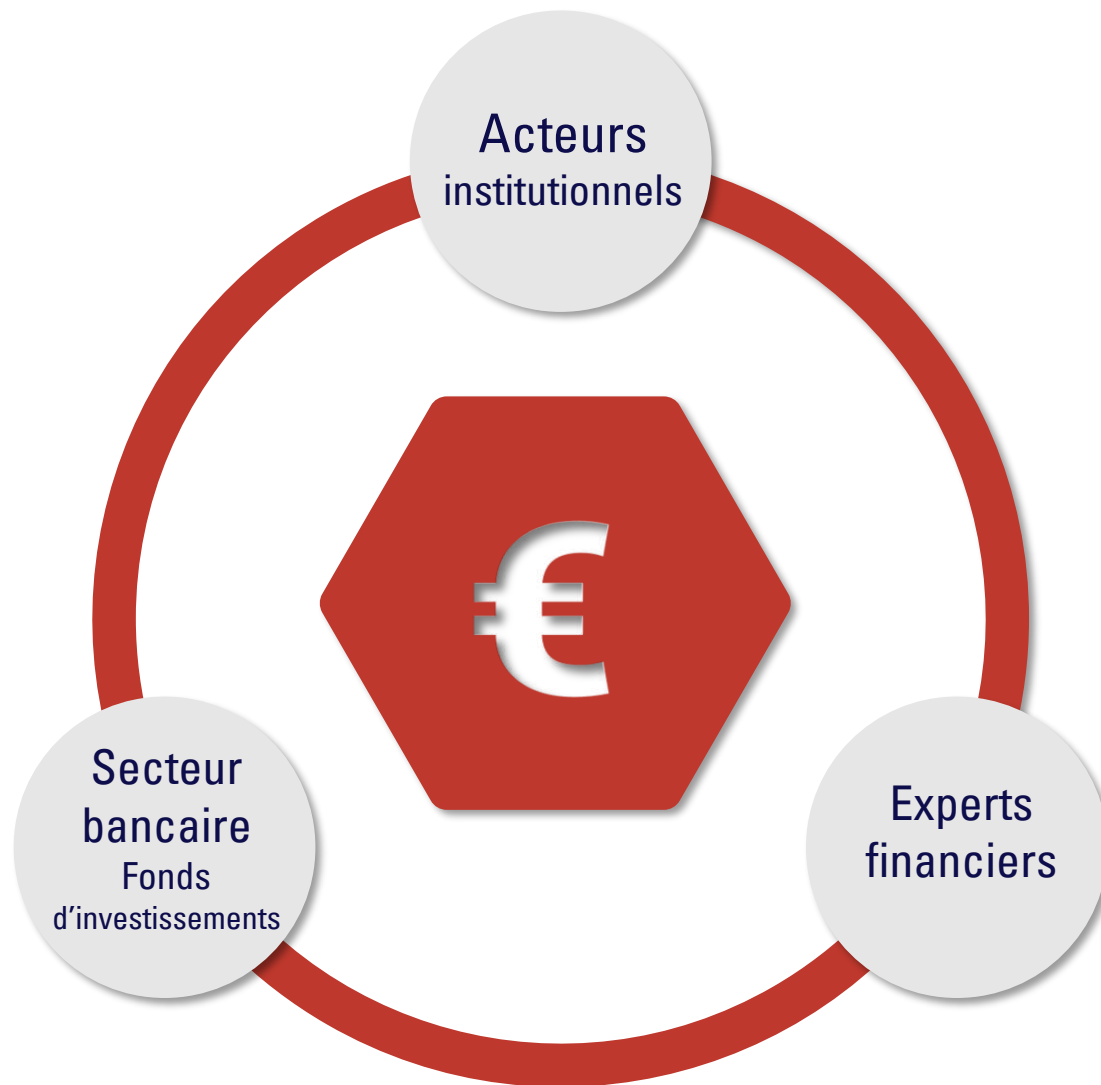 Acteurs
institutionnels
€
Secteur
bancaire
Fonds
d’investissements
Experts
financiers